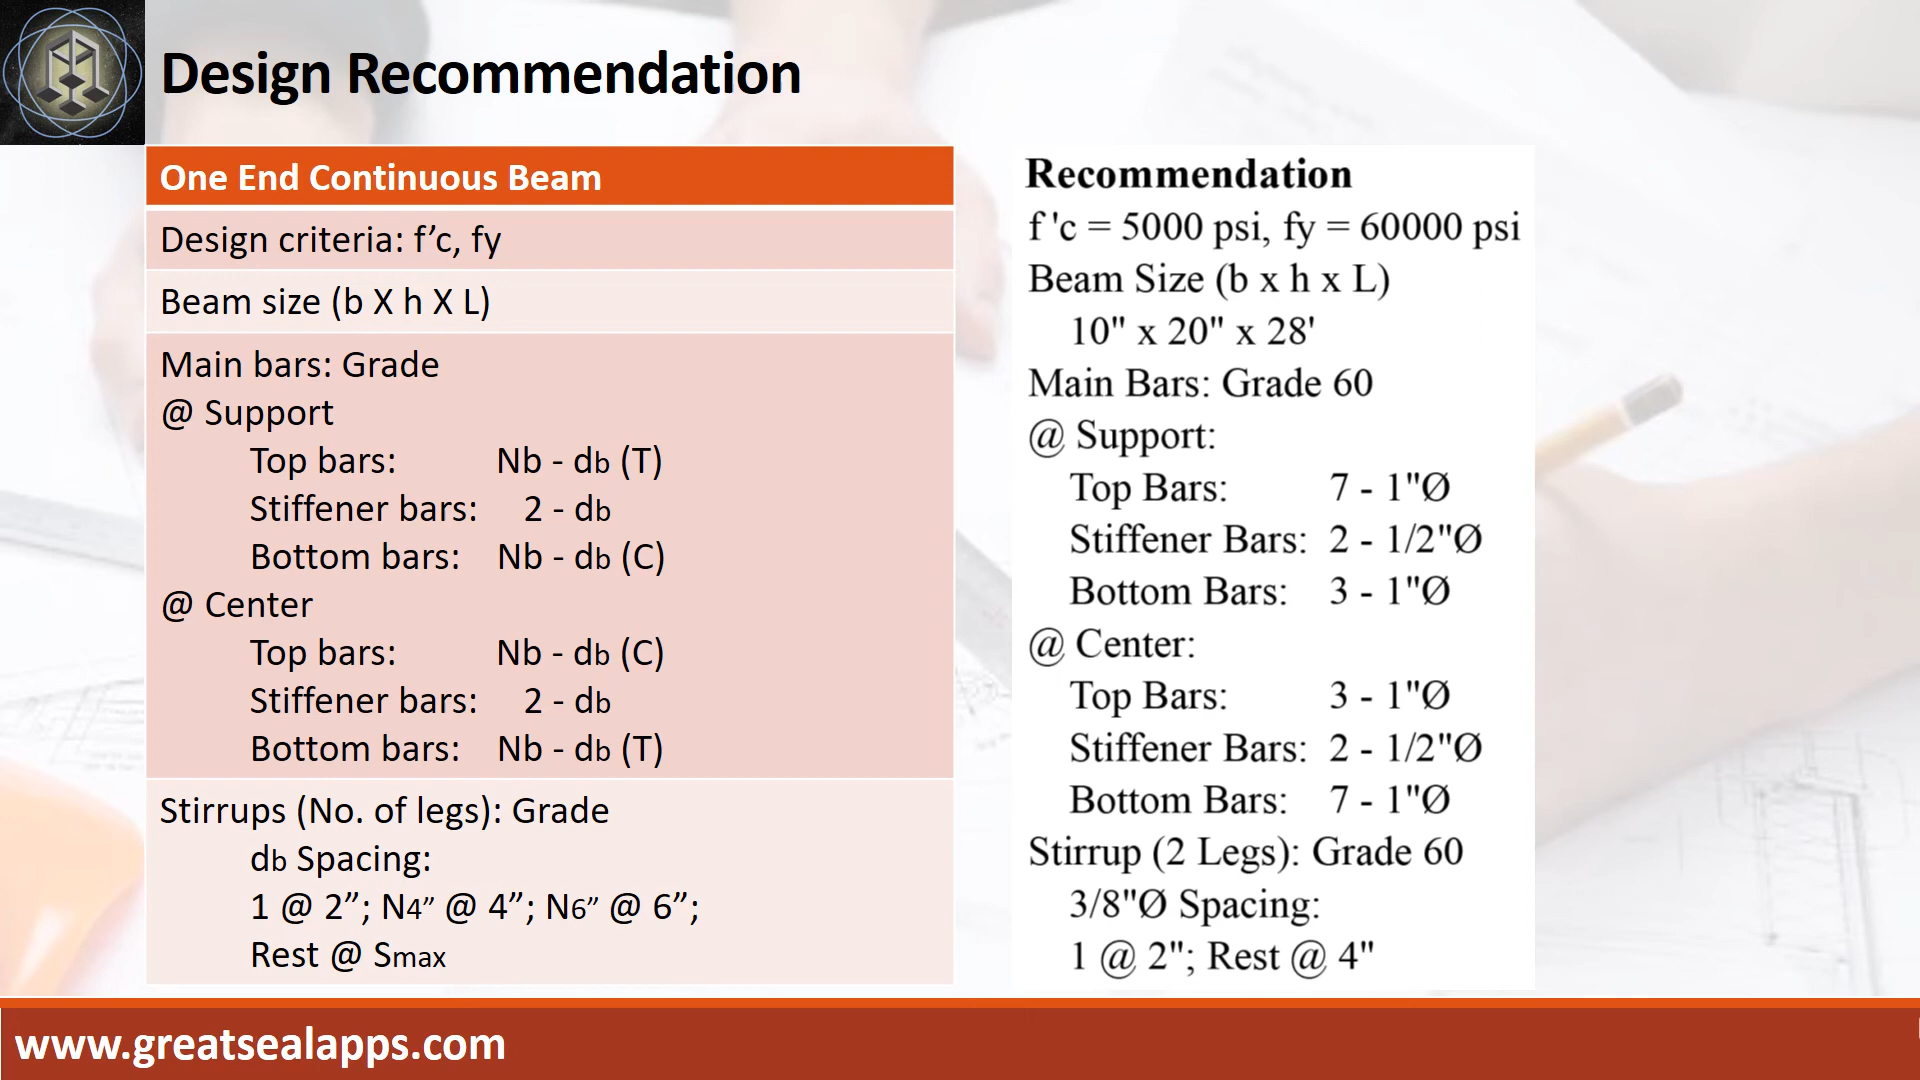 Design Recommendation
One End Continuous Beam
Design criteria: f’c, fy
Beam size (b X h X L)
Main bars: Grade
@ Support
Top bars: Nb - db (T)
Stiffener bars: 2 - db
Bottom bars: Nb - db (C)
@ Center
Top bars: Nb - db (C)
Stiffener bars: 2 - db
Bottom bars: Nb - db (T)
Stirrups (No. of legs): Grade
db Spacing:
1 @ 2”; N4” @ 4”; N6” @ 6”;
Rest @ Smax
Recommendation
f 'c = 5000 psi, fy = 60000 psi
Beam Size (b x h x L)
10" x 20" x 28'
Main Bars: Grade 60
@ Support:
Top Bars: 7 - 1"Ø
Stiffener Bars: 2 - 1/2"Ø
Bottom Bars: 3 - 1"Ø
@ Center:
Top Bars: 3 - 1"Ø
Stiffener Bars: 2 - 1/2"Ø
Bottom Bars: 7 - 1"Ø
Stirrup (2 Legs): Grade 60
3/8"Ø Spacing:
1 @ 2"; Rest @ 4"
www.greatsealapps.com